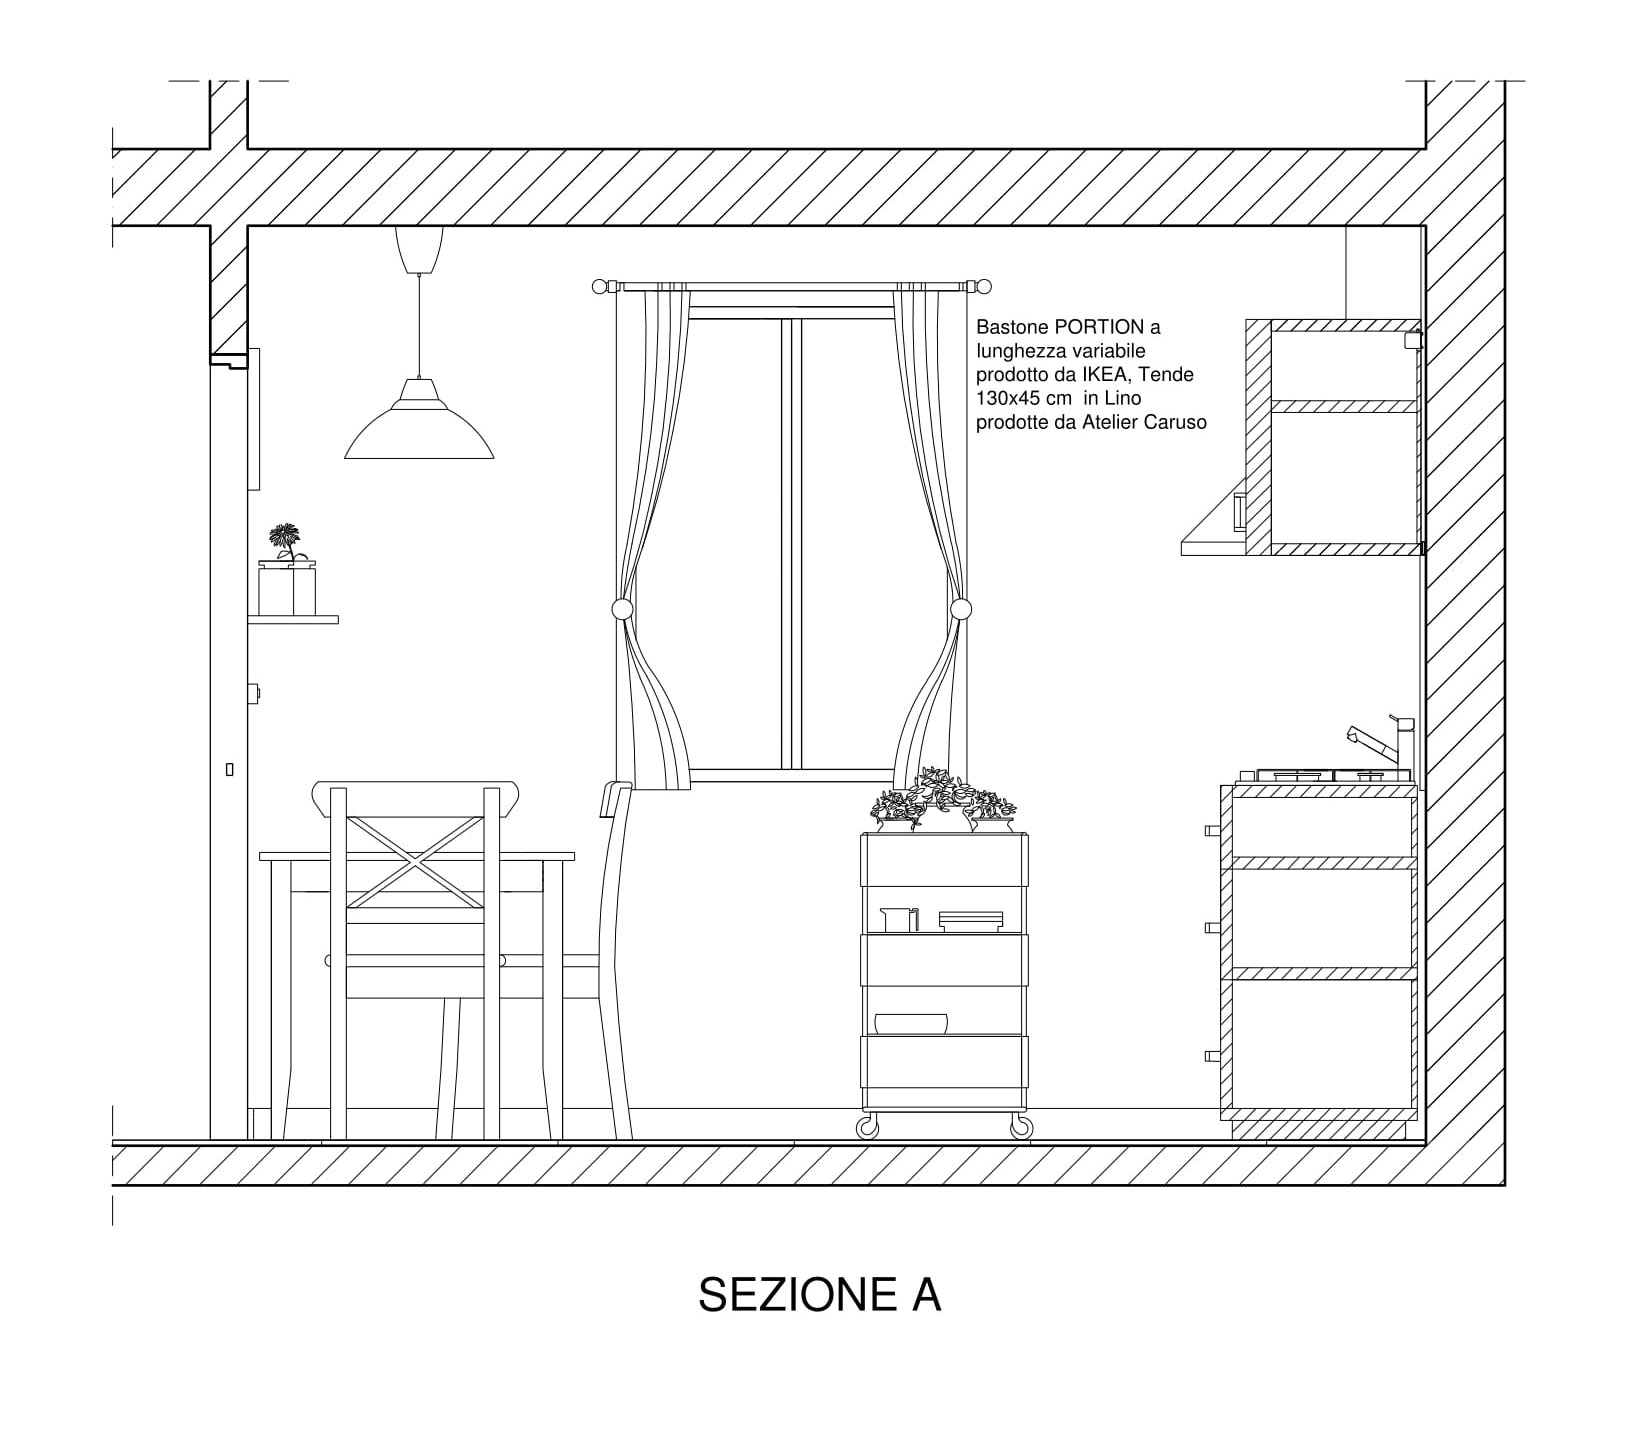 Bastone PORTION a
lunghezza variabile
prodotto da IKEA, Tende
130x45 cm  in Lino
prodotte da Atelier Caruso
SEZIONE A